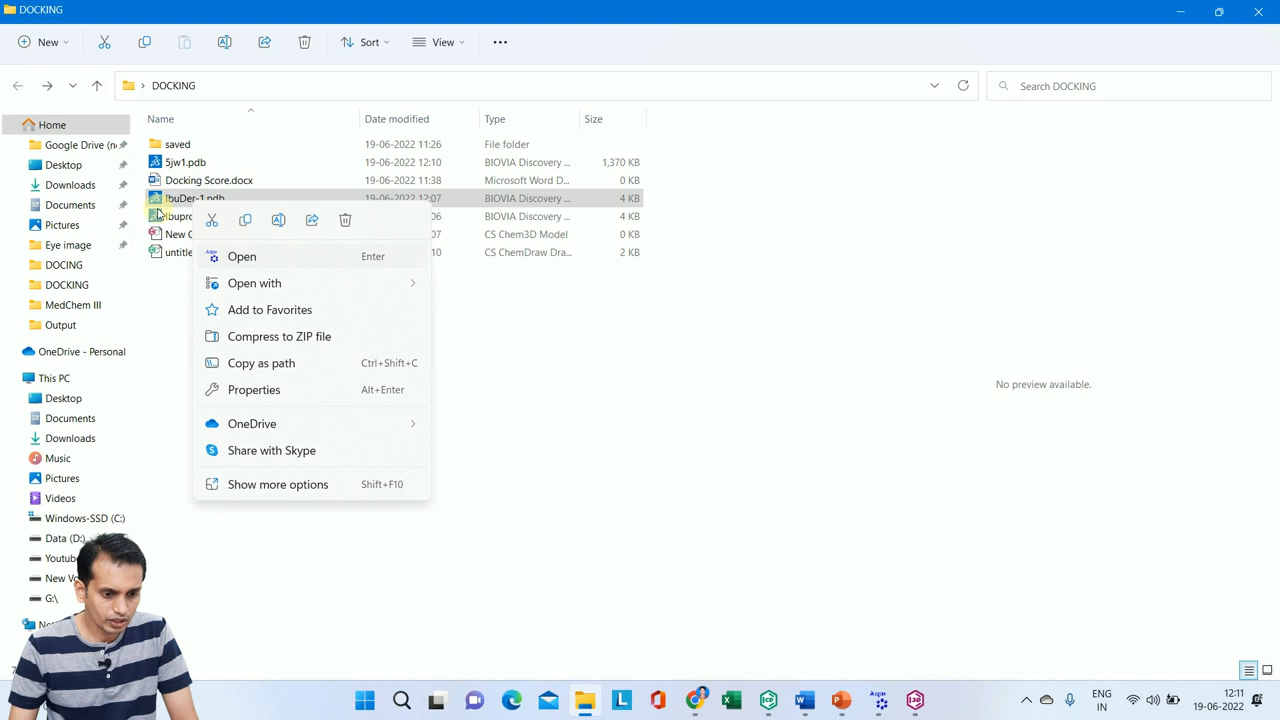 DOCKING
New
Sort
View
DOCKING
Search DOCKING
Name
Date modified
Type
Size
Home
Google Drive (n
Desktop
Downloads
Documents
Pictures
Eye image
DOCING
DOCKING
MedChem III
Output
OneDrive - Personal
This PC
Desktop
Documents
Downloads
Music
Pictures
Videos
Windows-SSD (C:)
Data (D:)
Youtub
New Vo
G:\
saved 19-06-2022 11:26 File folder
5jw1.pdb 19-06-2022 12:10 BIOVIA Discovery ... 1,370 KB
Docking Score.docx 19-06-2022 11:38 Microsoft Word D... 0 KB
IbuDer-1.pdb 19-06-2022 12:07 BIOVIA Discovery ... 4 KB
Ibupro 06 BIOVIA Discovery ... 4 KB
New C 07 CS Chem3D Model 0 KB
untitle 10 CS ChemDraw Dra... 2 KB
Open Enter
Open with
Add to Favorites
Compress to ZIP file
Copy as path Ctrl+Shift+C
Properties Alt+Enter
OneDrive
Share with Skype
Show more options Shift+F10
No preview available.
ENG
IN
12:11
19-06-2022